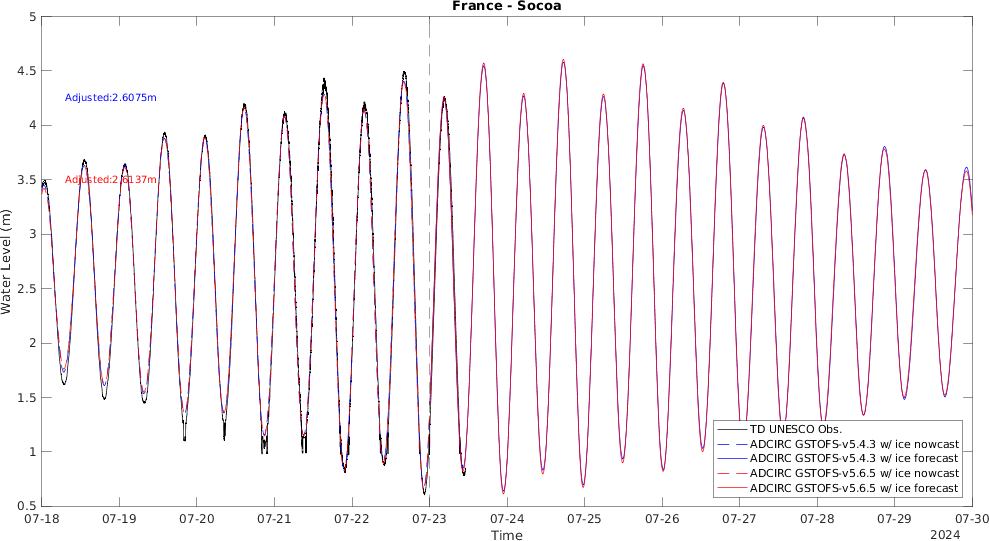 France - Socoa
5
4.5
4
3.5
3
2.5
2
1.5
1
0.5
Water Level (m)
Adjusted:2.6075m
Adjusted:2.6137m
TD UNESCO Obs.
ADCIRC GSTOFS-v5.4.3 w/ ice nowcast
ADCIRC GSTOFS-v5.4.3 w/ ice forecast
ADCIRC GSTOFS-v5.6.5 w/ ice nowcast
ADCIRC GSTOFS-v5.6.5 w/ ice forecast
07-18 07-19 07-20 07-21 07-22 07-23 07-24 07-25 07-26 07-27 07-28 07-29 07-30
Time
2024